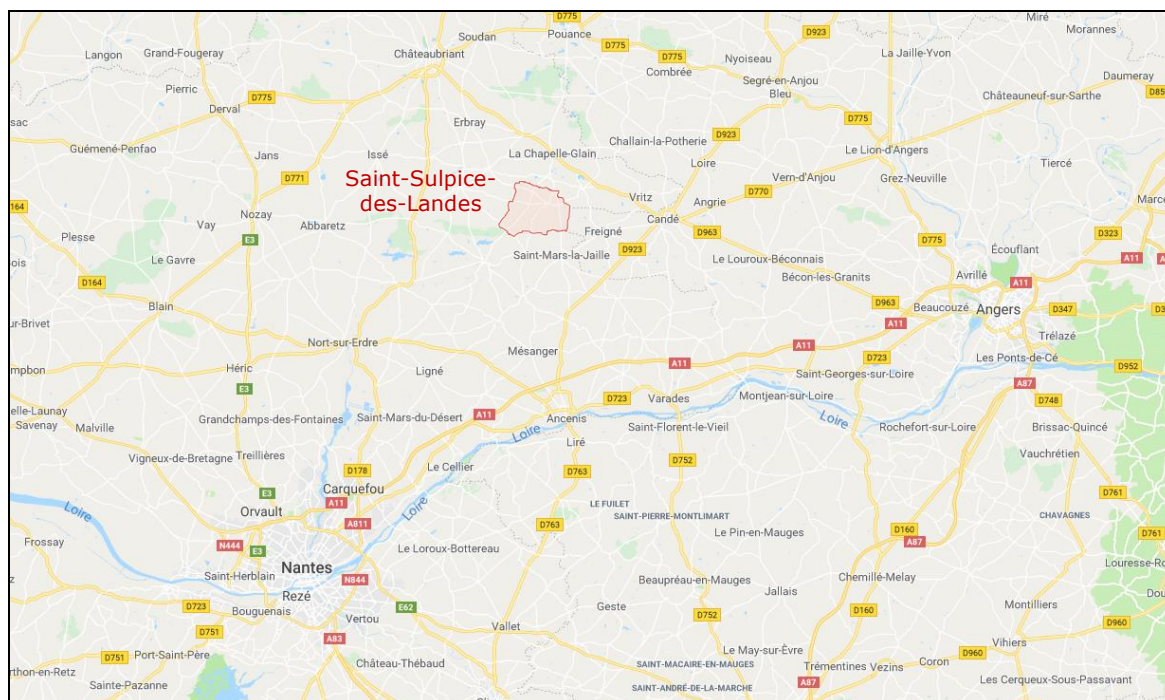 D775
D923
Miré
Morannes
Langon
Grand-Fougeray
Soudan
Pouance
D775
Nyoiseau
La Jaille-Yvon
Châteaubriant
D775
Combrée
Daumeray
Pierric
D775
Segré-en-Anjou
Bleu
D85
Châteauneuf-sur-Sarthe
Derval
D775
Erbray
D923
Challain-la-Potherie
Guémené-Penfao
Jans
Issé
La Chapelle-Glain
Loire
Le Lion-d'Angers
Tiercé
D771
Saint-Sulpice-
des-Landes
Vern-d'Anjou
Grez-Neuville
D770
Vritz
Angrie
Marce
164
Nozay
Vay
Abbaretz
Candé
Plesse
E3
Freigné
D963
D775
D323
Écouflant
Le Gavre
Saint-Mars-la-Jaille
D923
Le Louroux-Béconnais
A11
Bécon-les-Granits
Avrillé
A11
D164
Blain
D963
Beaucouzé
Angers
D347
ur-Brivet
A11
Trélazé
Nort-sur-Erdre
Mésanger
A11
D723
Les Ponts-de-Cé
Héric
Ligné
A11
Saint-Georges-sur-Loire
D952
mpbon
E3
A87
elle-Launay
Savenay
Malville
Grandchamps-des-Fontaines
Saint-Mars-du-Désert
A11
D723
Varades
Montjean-sur-Loire
D748
Ancenis
Loire
Loire
Saint-Florent-le-Vieil
Rochefort-sur-Loire
Brissac-Quincé
Liré
Vigneux-de-Bretagne
Treillières
D178
Le Cellier
D763
D752
Vauchrétien
Carquefou
E3
A11
LE FUILET
D761
Loire
Orvault
Loire
SAINT-PIERRE-MONTLIMART
CHAVAGNES
A811
D763
D160
Le Pin-en-Mauges
D761
Frossay
N444
E3
A87
Le Loroux-Bottereau
Saint-Herblain
Nantes
N844
Beaupréau-en-Mauges
Chemillé-Melay
Rezé
Jallais
D723
Bouguenais
E62
Geste
D752
D160
Montilliers
Vertou
Vallet
D751
A83
D960
Vihiers
D751
Port-Saint-Père
Château-Thébaud
Le May-sur-Èvre
D960
SAINT-MACAIRE-EN-MAUGES
Trémentines
Vezins
Coron
Sainte-Pazanne
SAINT-ANDRÉ-DE-LA-MARCHE
A87
Les Cerqueux-Sous-Passavant